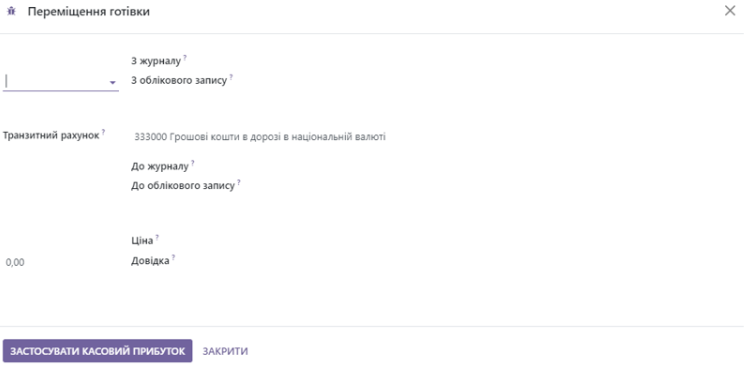 Переміщення готівки
З журналу ?
З облікового запису ?
Транзитний рахунок ? 333000 Грошові кошти в дорозі в національній валюті
До журналу ?
До облікового запису ?
Ціна ?
0,00 Довідка ?
ЗАСТОСУВАТИ КАСОВИЙ ПРИБУТОК ЗАКРИТИ